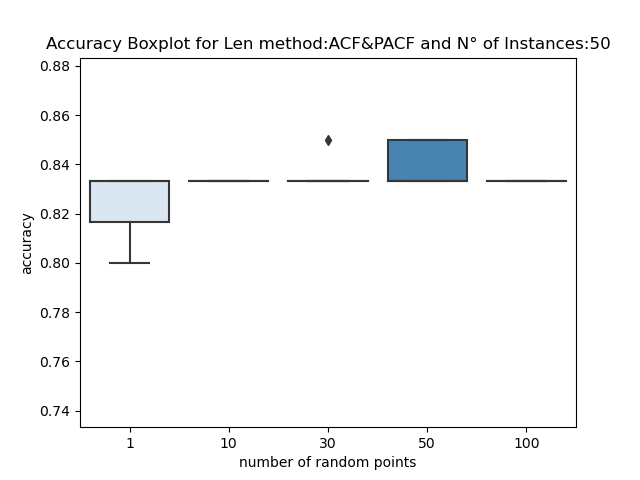 Accuracy Boxplot for Len method:ACF&PACF and N° of Instances:50
0.88
0.86
0.84
0.82
0.80
0.78
0.76
0.74
accuracy
1 10 30 50 100
number of random points